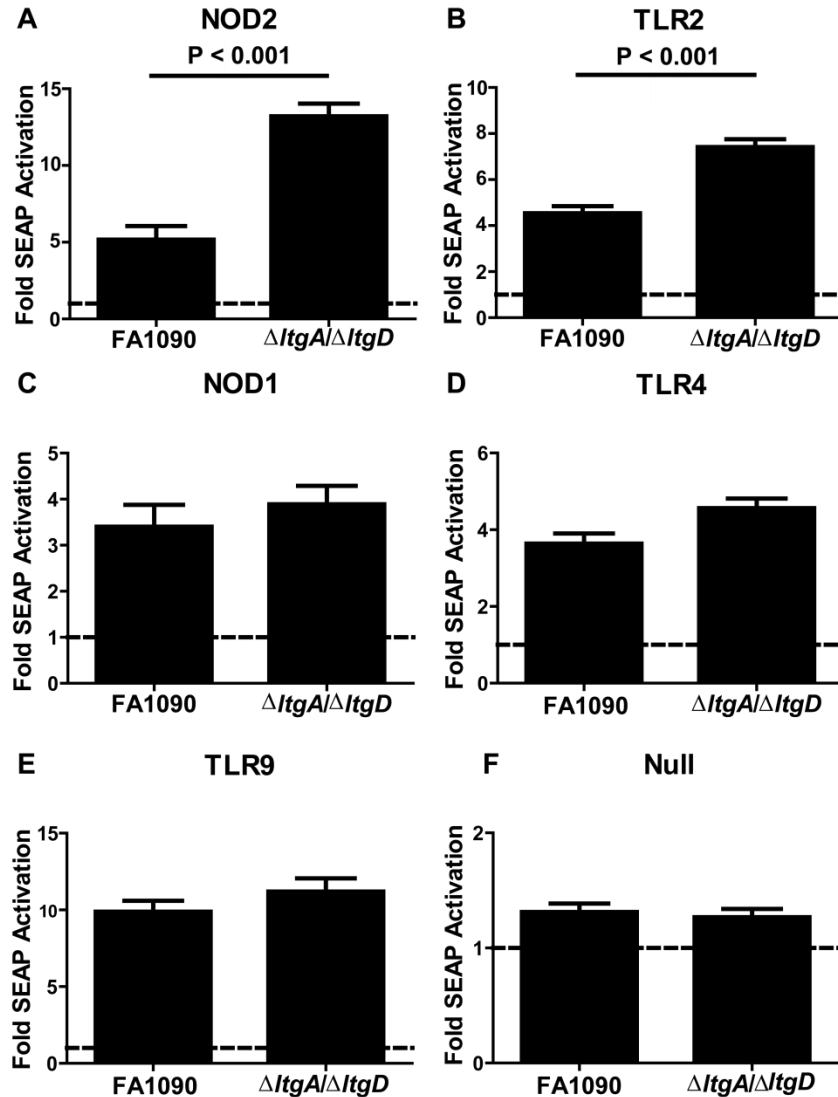 A NOD2
P < 0.001
Fold SEAP Activation
15
10
5
0
FA1090 ΔltgA/ΔltgD
B TLR2
P < 0.001
Fold SEAP Activation
10
8
6
4
2
0
FA1090 ΔltgA/ΔltgD
C NOD1
Fold SEAP Activation
5
4
3
2
1
0
FA1090 ΔltgA/ΔltgD
D TLR4
Fold SEAP Activation
6
4
2
0
FA1090 ΔltgA/ΔltgD
E TLR9
Fold SEAP Activation
15
10
5
0
FA1090 ΔltgA/ΔltgD
F Null
Fold SEAP Activation
2
1
0
FA1090 ΔltgA/ΔltgD